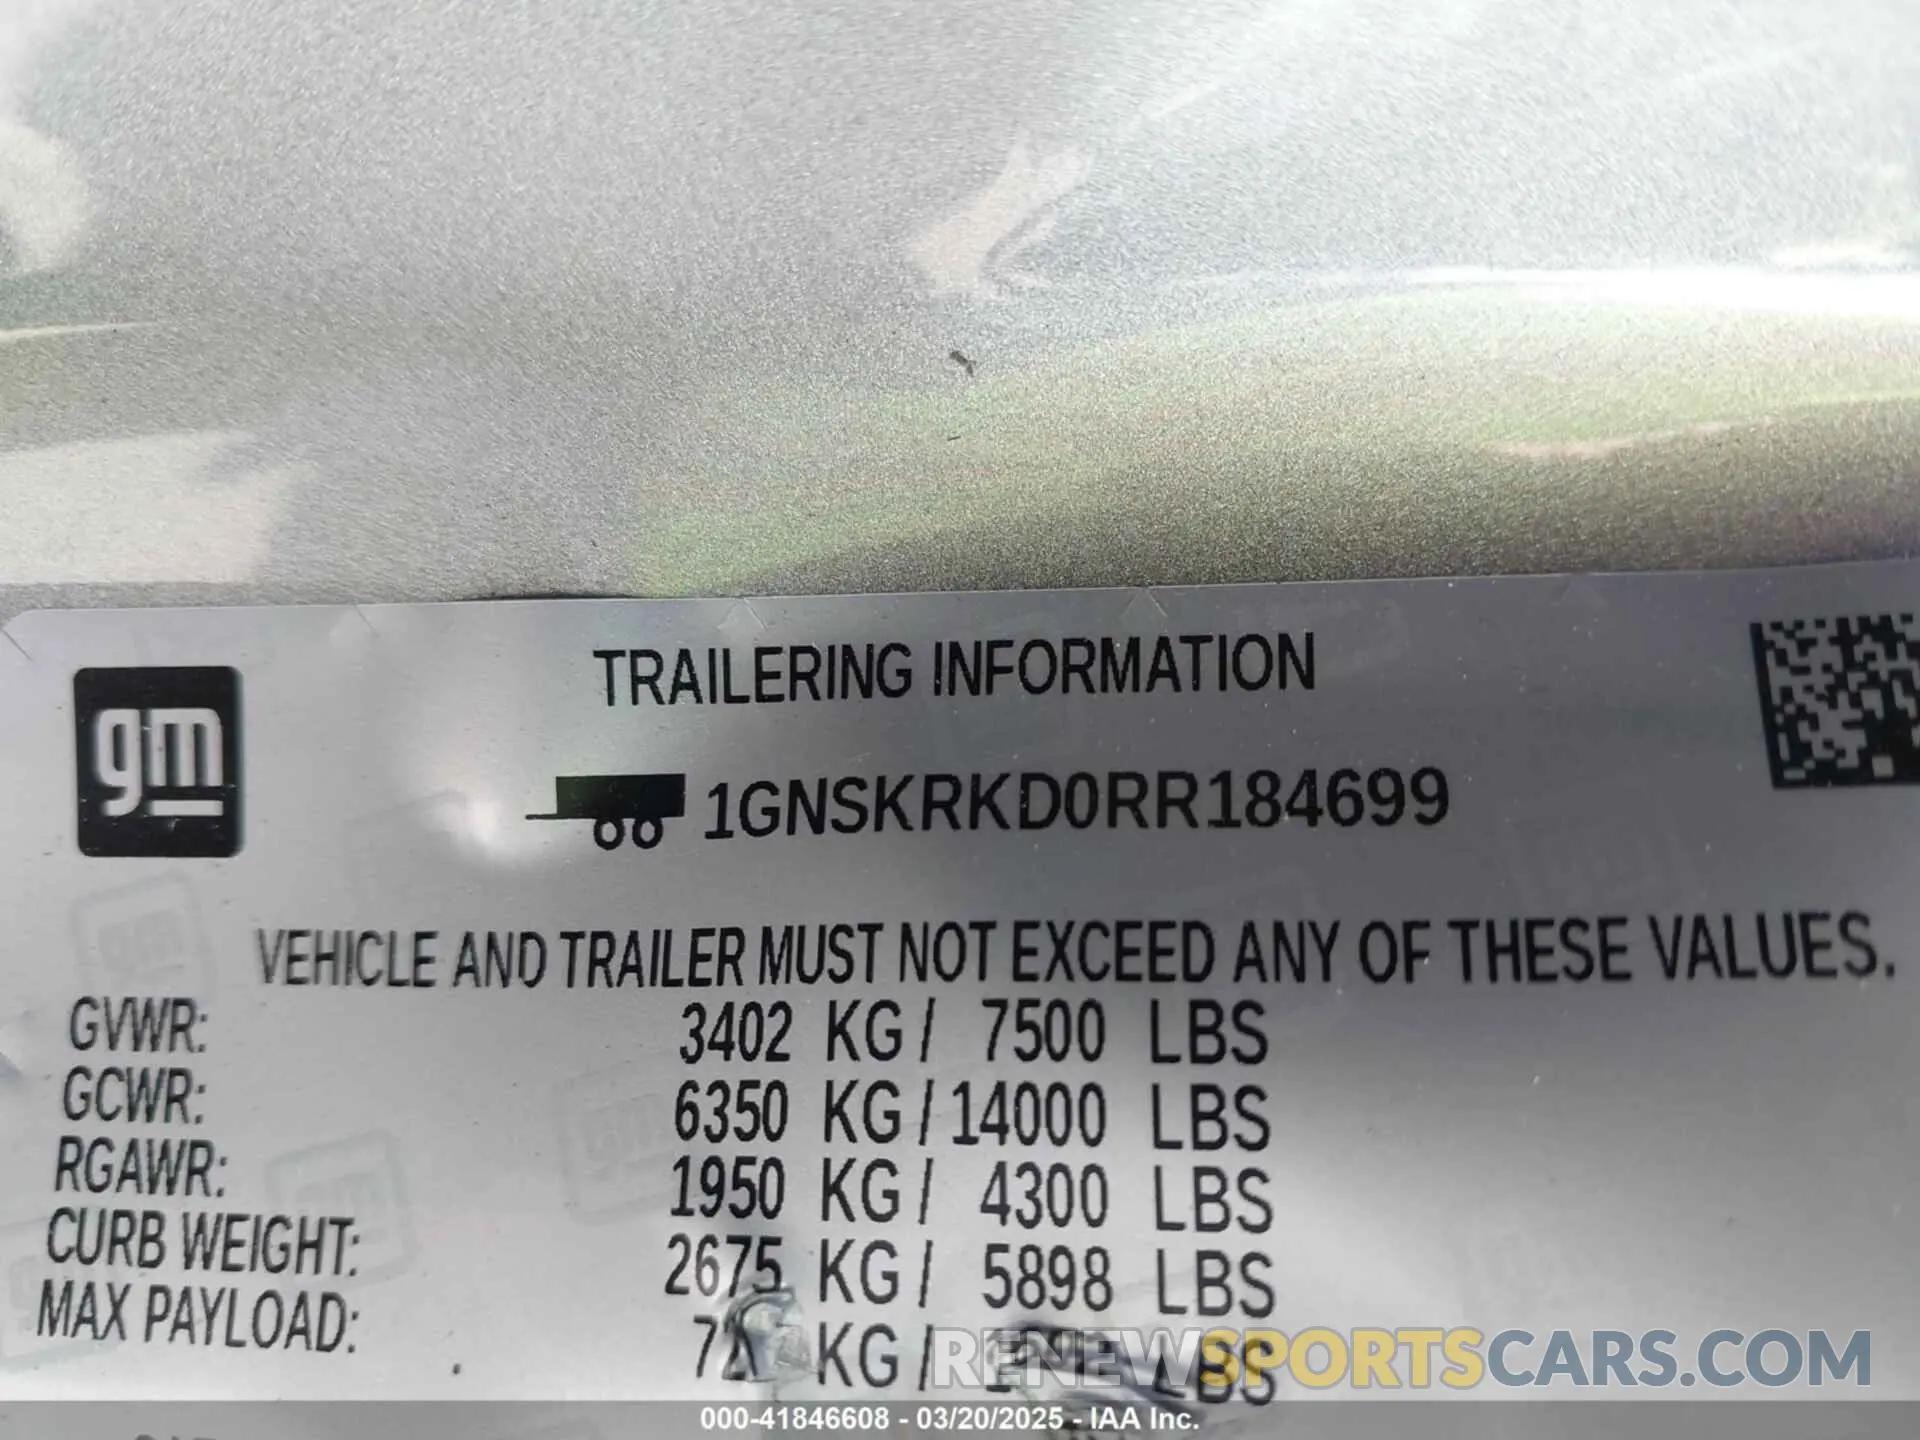 gm
TRAILERING INFORMATION
1GNSKRKD0RR184699
VEHICLE AND TRAILER MUST NOT EXCEED ANY OF THESE VALUES.
GVWR: 3402 KG / 7500 LBS
GCWR: 6350 KG / 14000 LBS
RGAWR: 1950 KG / 4300 LBS
CURB WEIGHT: 2675 KG / 5898 LBS
MAX PAYLOAD: KG / LBS
RENEWSPORTSCARS.COM
000-41846608 - 03/20/2025 - IAA Inc.